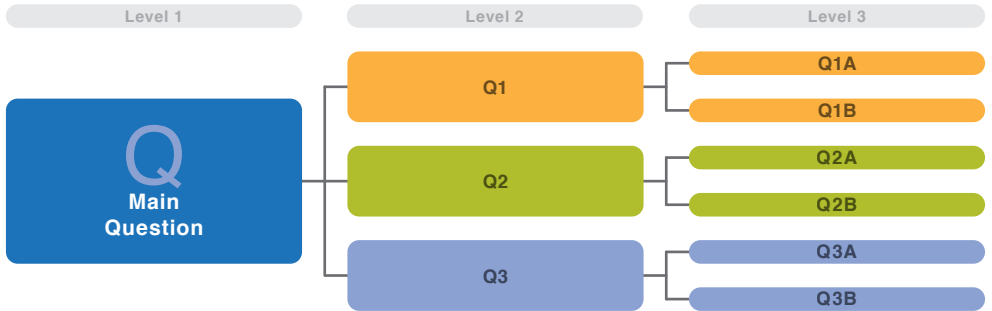 Level 1
Level 2
Level 3
Q
Main
Question
Q1
Q1A
Q1B
Q2
Q2A
Q2B
Q3
Q3A
Q3B